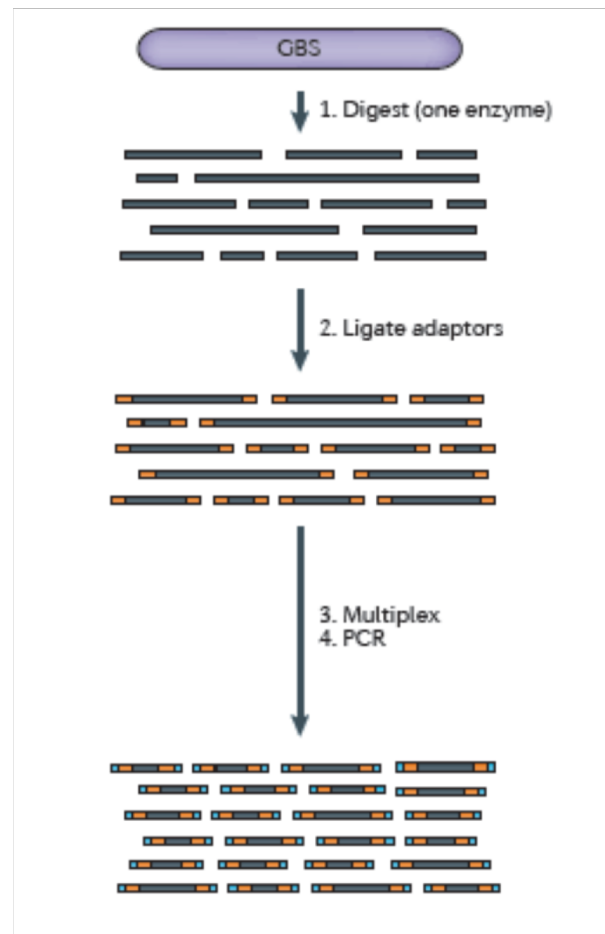 GBS
1. Digest (one enzyme)
2. Ligate adaptors
3. Multiplex
4. PCR